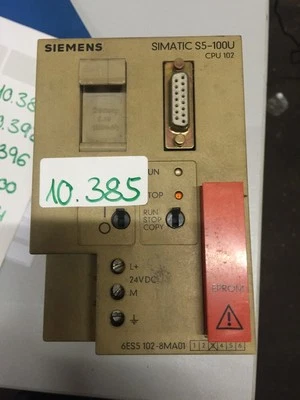 SIEMENS
SIMATIC S5-100U
CPU 102
10.385
RUN
STOP
I
O
RUN
STOP
COPY
L+
24VDC
M
EPROM
6ES5 102-8MA01
1 2 3 4 5 6
396